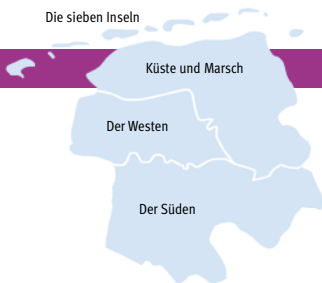 Die sieben Inseln
Küste und Marsch
Der Westen
Der Süden